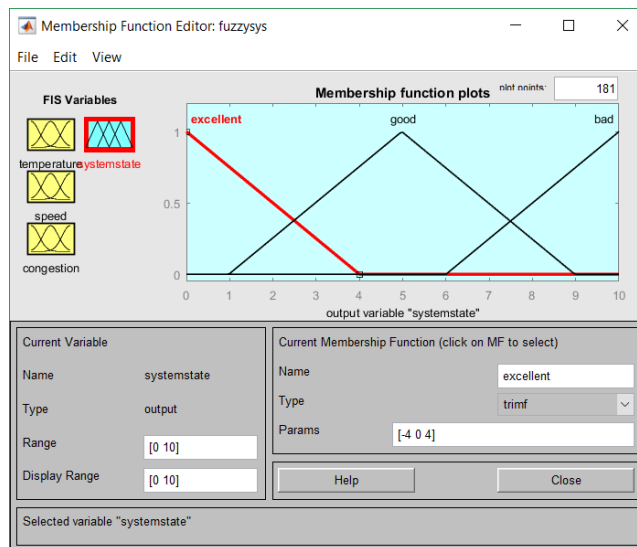 Membership Function Editor: fuzzysys
File Edit View
FIS Variables
temperature systemstate
speed
congestion
Membership function plots plot points: 181
excellent good bad
1
0.5
0
0 1 2 3 4 5 6 7 8 9 10
output variable "systemstate"
Current Variable
Name systemstate
Type output
Range [0 10]
Display Range [0 10]
Current Membership Function (click on MF to select)
Name excellent
Type trimf
Params [-4 0 4]
Help Close
Selected variable "systemstate"